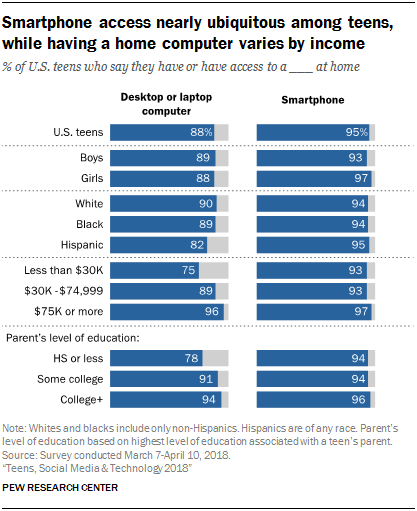 Smartphone access nearly ubiquitous among teens,
while having a home computer varies by income
% of U.S. teens who say they have or have access to a ____ at home
Desktop or laptop
computer
Smartphone
U.S. teens 88% 95%
Boys 89 93
Girls 88 97
White 90 94
Black 89 94
Hispanic 82 95
Less than $30K 75 93
$30K-$74,999 89 93
$75K or more 96 97
Parent's level of education:
HS or less 78 94
Some college 91 94
College+ 94 96
Note: Whites and blacks include only non-Hispanics. Hispanics are of any race. Parent's
level of education based on highest level of education associated with a teen's parent.
Source: Survey conducted March 7-April 10, 2018.
"Teens, Social Media & Technology 2018"
PEW RESEARCH CENTER